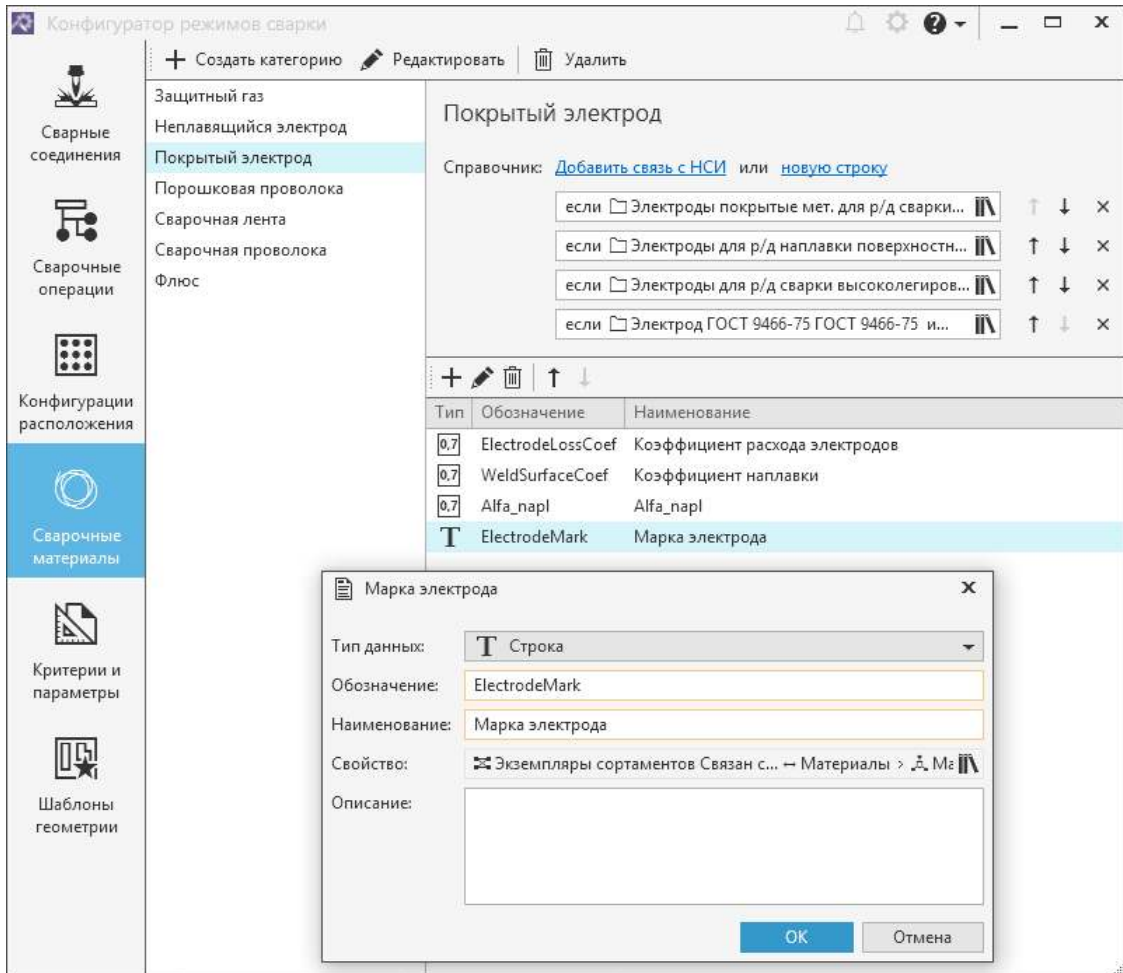 Конфигуратор режимов сварки
Создать категорию Редактировать Удалить
Сварные
соединения
Сварочные
операции
Конфигурации
расположения
Сварочные
материалы
Критерии и
параметры
Шаблоны
геометрии
Защитный газ
Неплавящийся электрод
Покрытый электрод
Порошковая проволока
Сварочная лента
Сварочная проволока
Флюс
Покрытый электрод
Справочник: Добавить связь с НСИ или новую строку
если Электроды покрытые мет. для р/д сварки...
если Электроды для р/д наплавки поверхностн...
если Электроды для р/д сварки высоколегиров...
если Электрод ГОСТ 9466-75 ГОСТ 9466-75 и...
Тип Обозначение Наименование
0,7 ElectrodeLossCoef Коэффициент расхода электродов
0,7 WeldSurfaceCoef Коэффициент наплавки
0,7 Alfa_napl Alfa_napl
T ElectrodeMark Марка электрода
Марка электрода
Тип данных: T Строка
Обозначение: ElectrodeMark
Наименование: Марка электрода
Свойство: Экземпляры сортаментов Связан с... ↔ Материалы > Ма
Описание:
OK Отмена